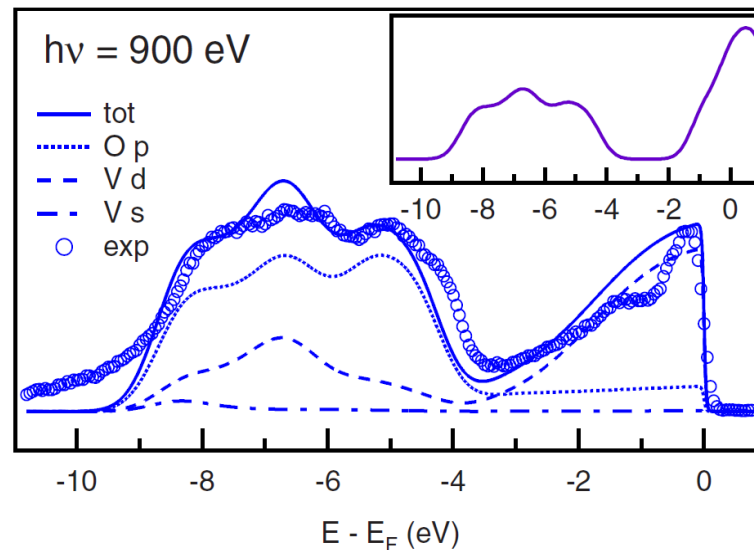 hν = 900 eV
tot
O p
V d
V s
exp
-10 -8 -6 -4 -2 0
-10 -8 -6 -4 -2 0
E - E_F (eV)